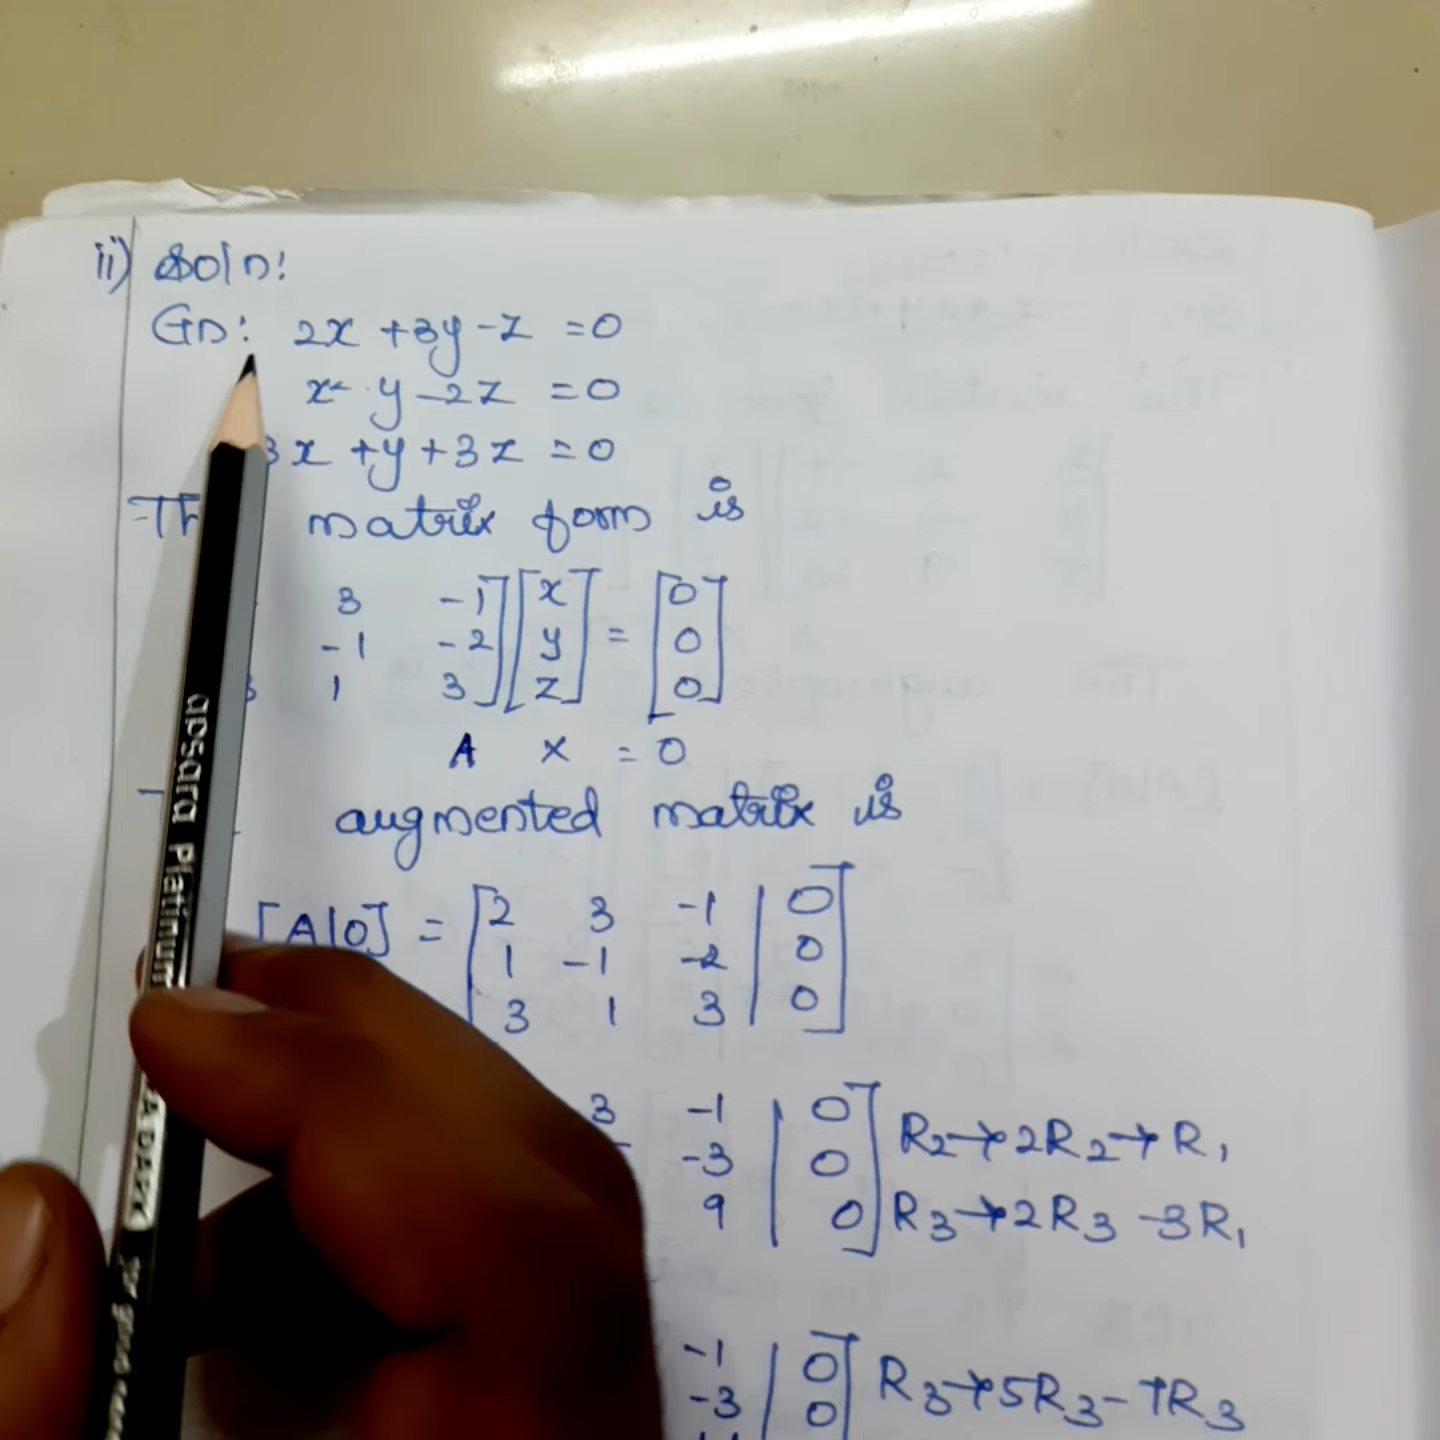 ii) Soln:
Gn: 2x +3y -z =0
x - y -2z =0
3x +y +3z =0
matrix form is
3 -1] [x] = [0]
-1 -2 y 0
3 1 3 z 0
A X = 0
augmented matrix is
[A|0] = [2 3 -1 | 0]
1 -1 -2 | 0
3 1 3 | 0
3 -1 | 0
-3 | 0 R2→2R2→R1
9 | 0 R3→2R3-3R1
-1 | 0
-3 | 0 R3→5R3-7R3
apsara Platinum